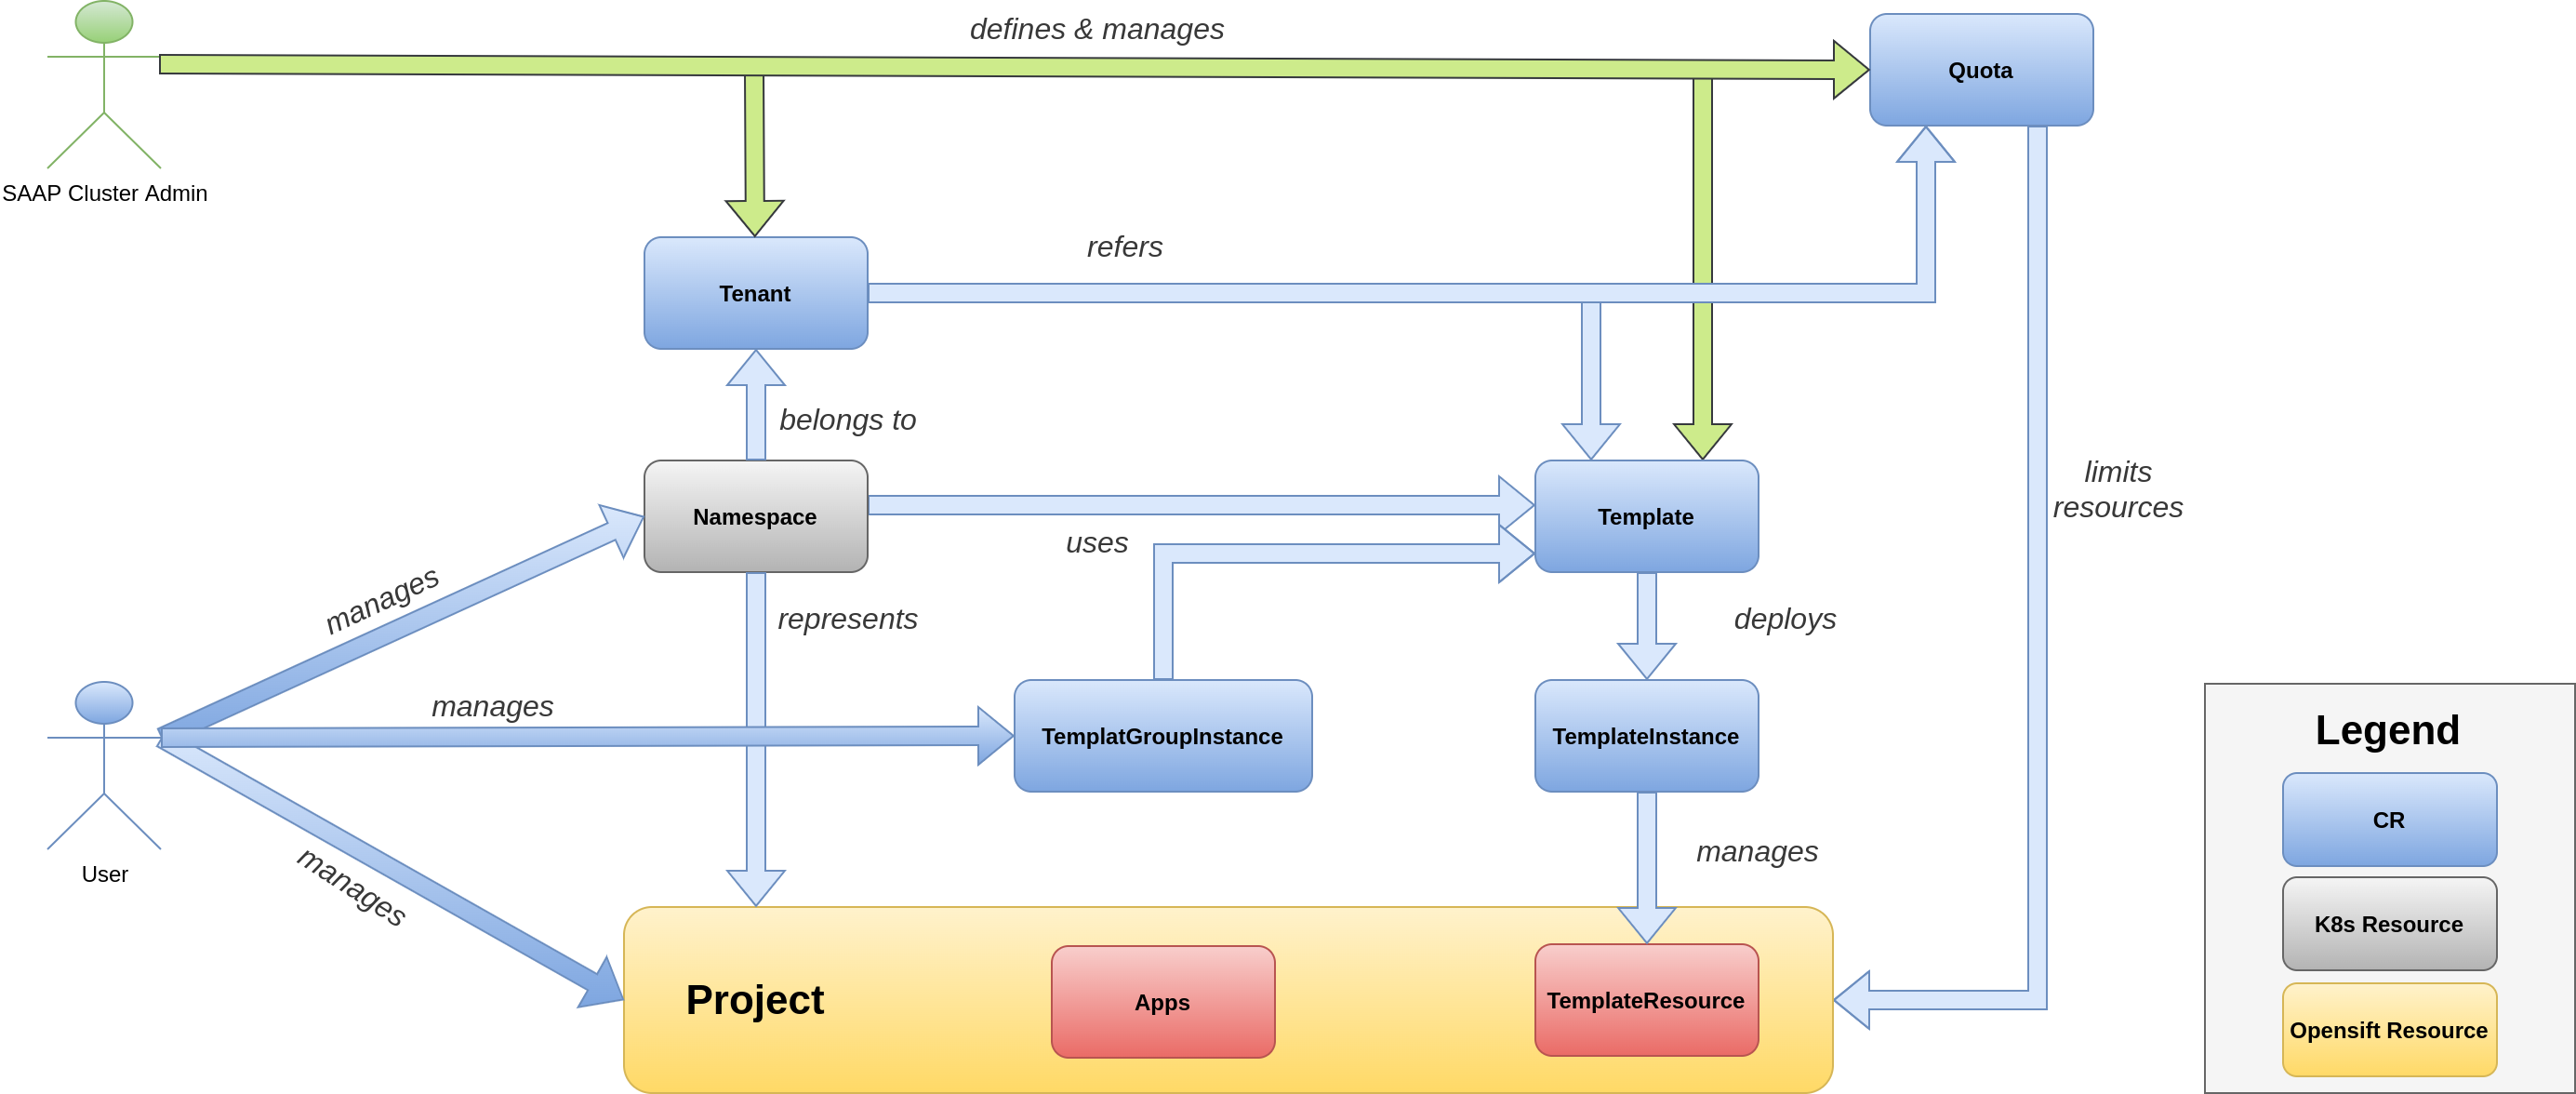 defines & manages
Quota
SAAP Cluster Admin
refers
Tenant
belongs to
limits
resources
Namespace
Template
uses
manages
represents
deploys
manages
TemplatGroupInstance
TemplateInstance
Legend
CR
User
manages
manages
K8s Resource
Project
Apps
TemplateResource
Opensift Resource